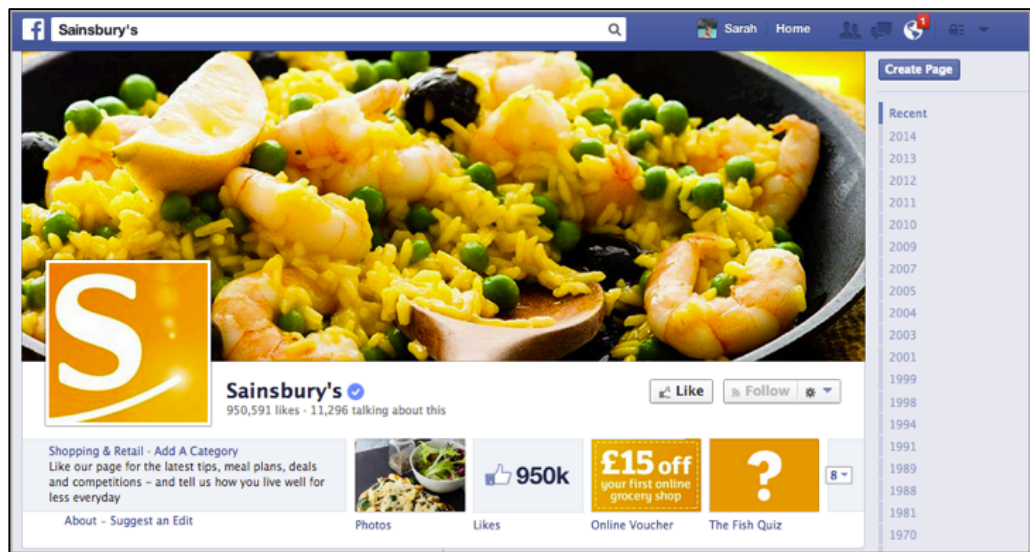 f Sainsbury's
Sarah Home 1
Create Page
Recent
2014
2013
2012
2011
2010
2009
2007
2005
2004
2003
2001
1999
1998
1994
1991
1989
1988
1981
1970
S
Sainsbury's
950,591 likes · 11,296 talking about this
Like Follow
Shopping & Retail · Add A Category
Like our page for the latest tips, meal plans, deals
and competitions – and tell us how you live well for
less everyday
About – Suggest an Edit
Photos
950k
Likes
£15 off
your first online
grocery shop
Online Voucher
?
The Fish Quiz
8